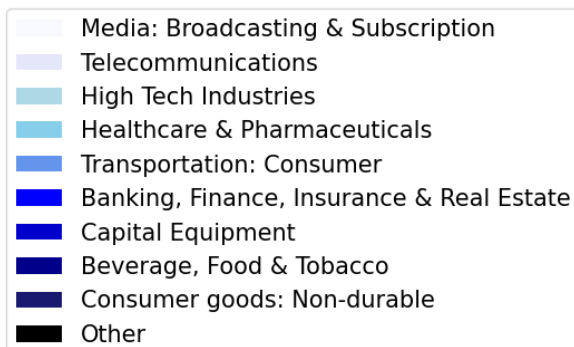 Media: Broadcasting & Subscription
Telecommunications
High Tech Industries
Healthcare & Pharmaceuticals
Transportation: Consumer
Banking, Finance, Insurance & Real Estate
Capital Equipment
Beverage, Food & Tobacco
Consumer goods: Non-durable
Other